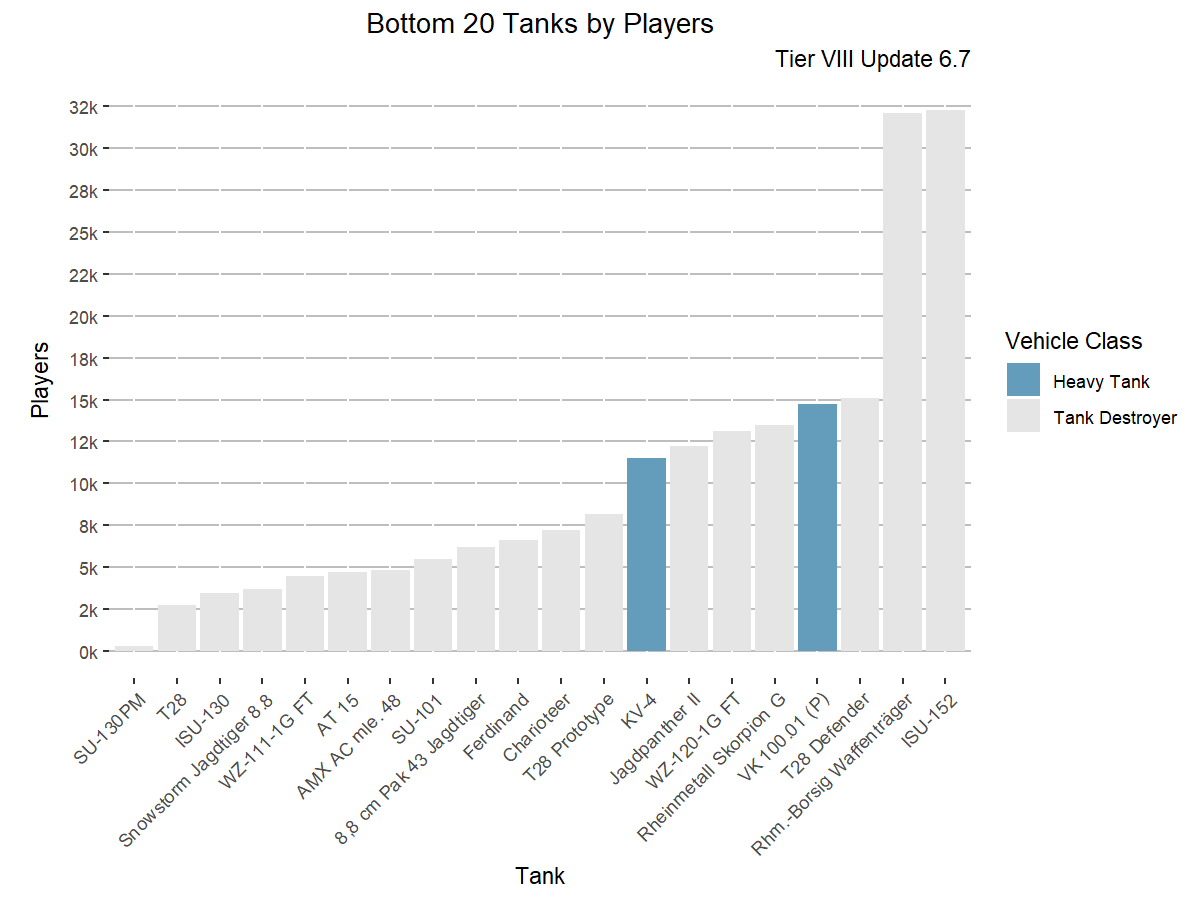 Bottom 20 Tanks by Players
Tier VIII Update 6.7
Players
32k
30k
28k
25k
22k
20k
18k
15k
12k
10k
8k
5k
2k
0k
SU-130PM
T28
ISU-130
Snowstorm Jagdtiger 8.8
WZ-111-1G FT
AT 15
AMX AC mle. 48
SU-101
8,8 cm Pak 43 Jagdtiger
Ferdinand
Charioteer
T28 Prototype
KV-4
Jagdpanther II
WZ-120-1G FT
Rheinmetall Skorpion G
VK 100.01 (P)
T28 Defender
Rhm.-Borsig Waffenträger
ISU-152
Tank
Vehicle Class
Heavy Tank
Tank Destroyer